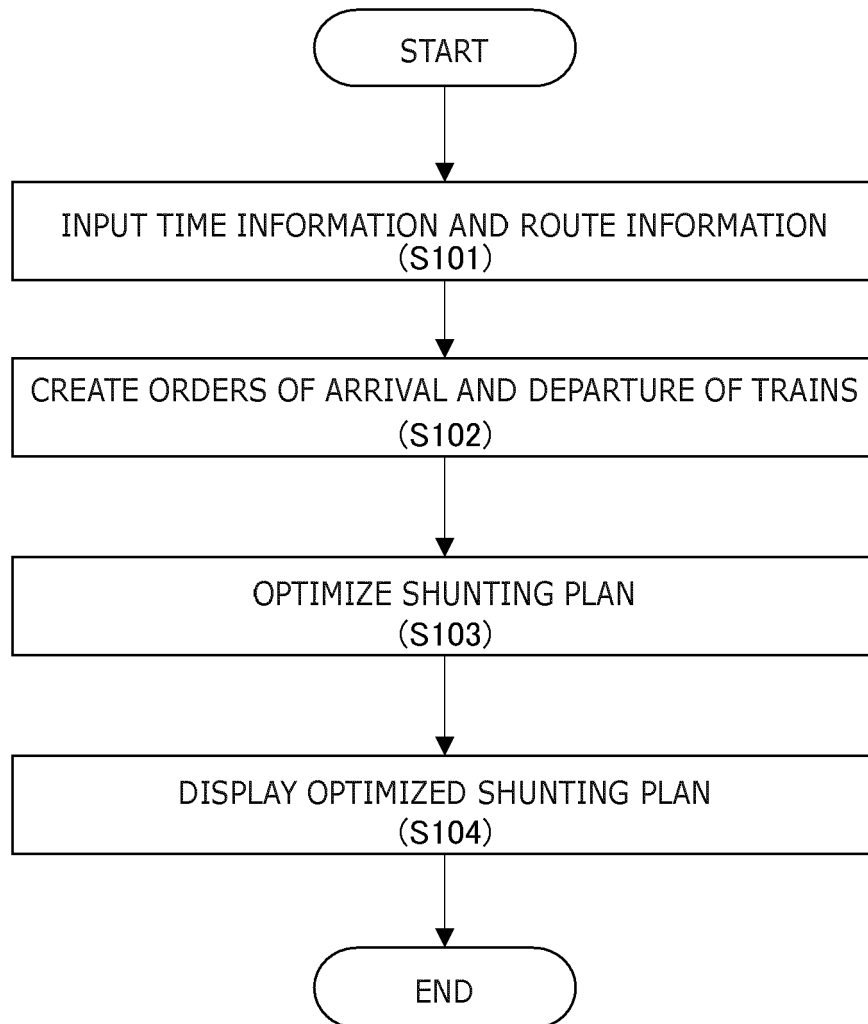 START
INPUT TIME INFORMATION AND ROUTE INFORMATION
(S101)
CREATE ORDERS OF ARRIVAL AND DEPARTURE OF TRAINS
(S102)
OPTIMIZE SHUNTING PLAN
(S103)
DISPLAY OPTIMIZED SHUNTING PLAN
(S104)
END